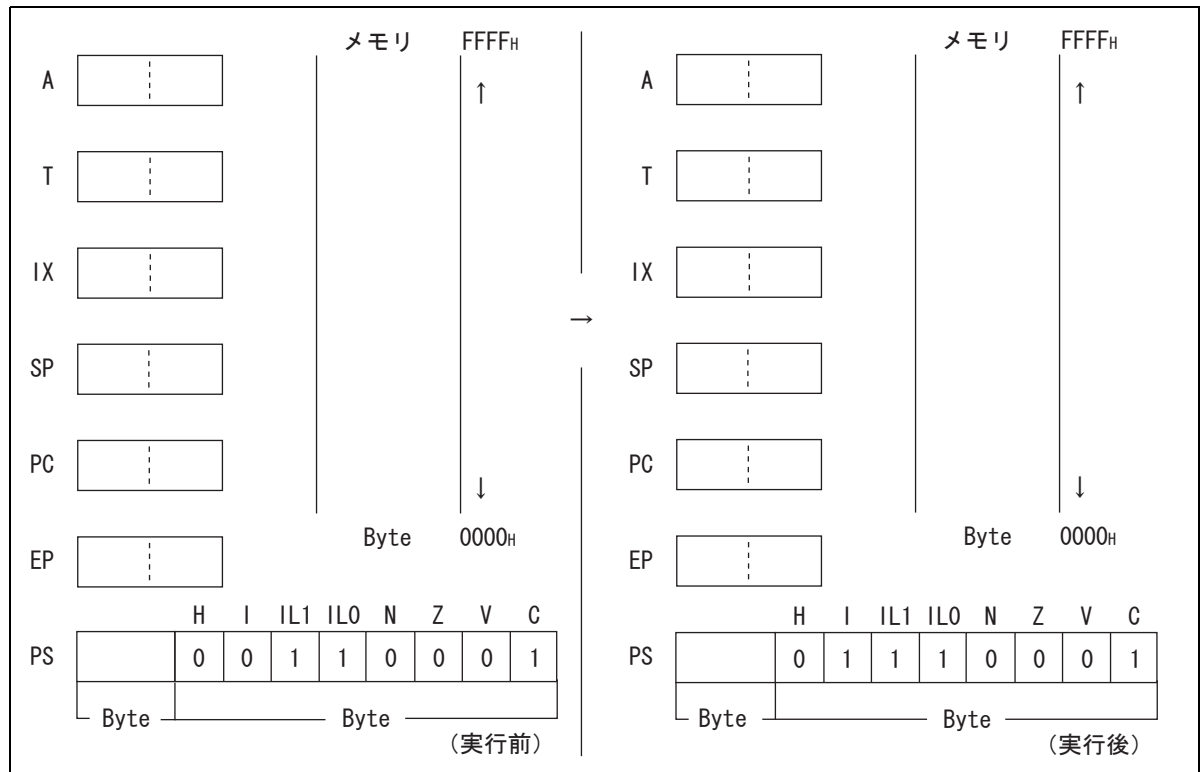 メモリ FFFFH
A
↑
T
IX
SP
PC
↓
Byte 0000H
EP
H I IL1 IL0 N Z V C
PS 0 0 1 1 0 0 0 1
Byte Byte
(実行前)
→
メモリ FFFFH
A
↑
T
IX
SP
PC
↓
Byte 0000H
EP
H I IL1 IL0 N Z V C
PS 0 1 1 1 0 0 0 1
Byte Byte
(実行後)